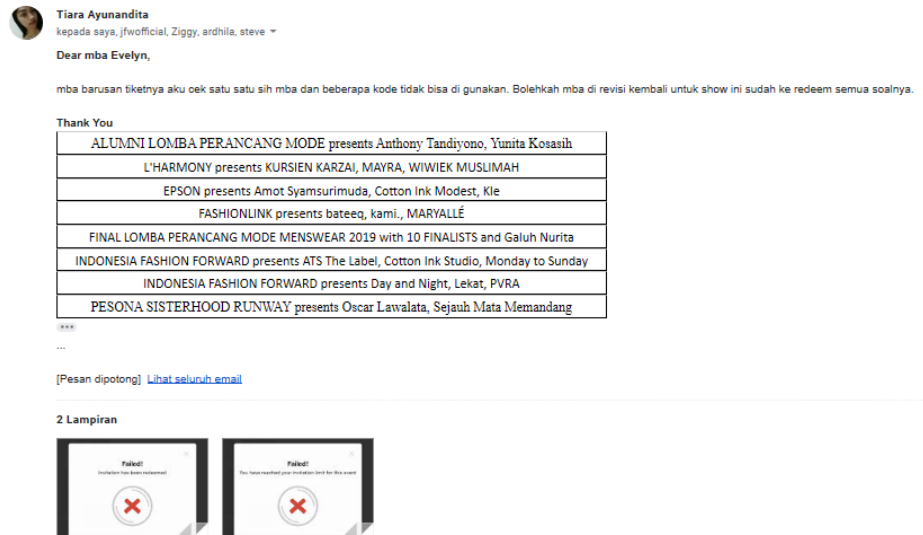 Tiara Ayunandita
kepada saya, jfwofficial, Ziggy, ardhila, steve
Dear mba Evelyn,
mba barusan tiketnya aku cek satu satu sih mba dan beberapa kode tidak bisa di gunakan. Bolehkah mba di revisi kembali untuk show ini sudah ke redeem semua soalnya.
Thank You
ALUMNI LOMBA PERANCANG MODE presents Anthony Tandiyono, Yunita Kosasih
L'HARMONY presents KURSIEN KARZAI, MAYRA, WIWIEK MUSLIMAH
EPSON presents Amot Syamsurimuda, Cotton Ink Modest, Kle
FASHIONLINK presents bateeq, kami., MARYALLÉ
FINAL LOMBA PERANCANG MODE MENSWEAR 2019 with 10 FINALISTS and Galuh Nurita
INDONESIA FASHION FORWARD presents ATS The Label, Cotton Ink Studio, Monday to Sunday
INDONESIA FASHION FORWARD presents Day and Night, Lekat, PVRA
PESONA SISTERHOOD RUNWAY presents Oscar Lawalata, Sejauh Mata Memandang
...
[Pesan dipotong] Lihat seluruh email
2 Lampiran
Failed!
Invitation has been redeemed
Failed!
You have reached your invitation limit for this event